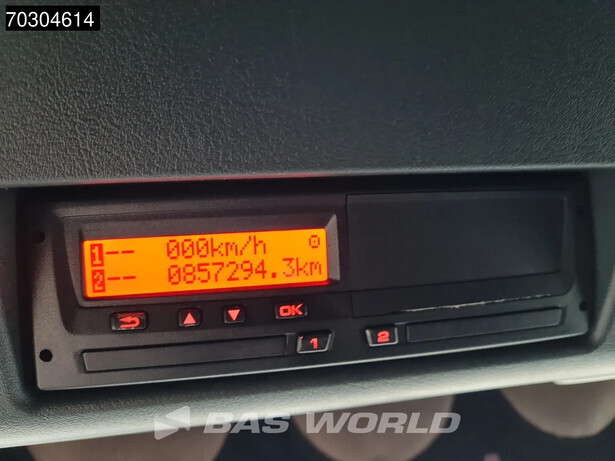 70304614
1 -- 000km/h
2 -- 0857294.3km
OK
1 2
BAS WORLD